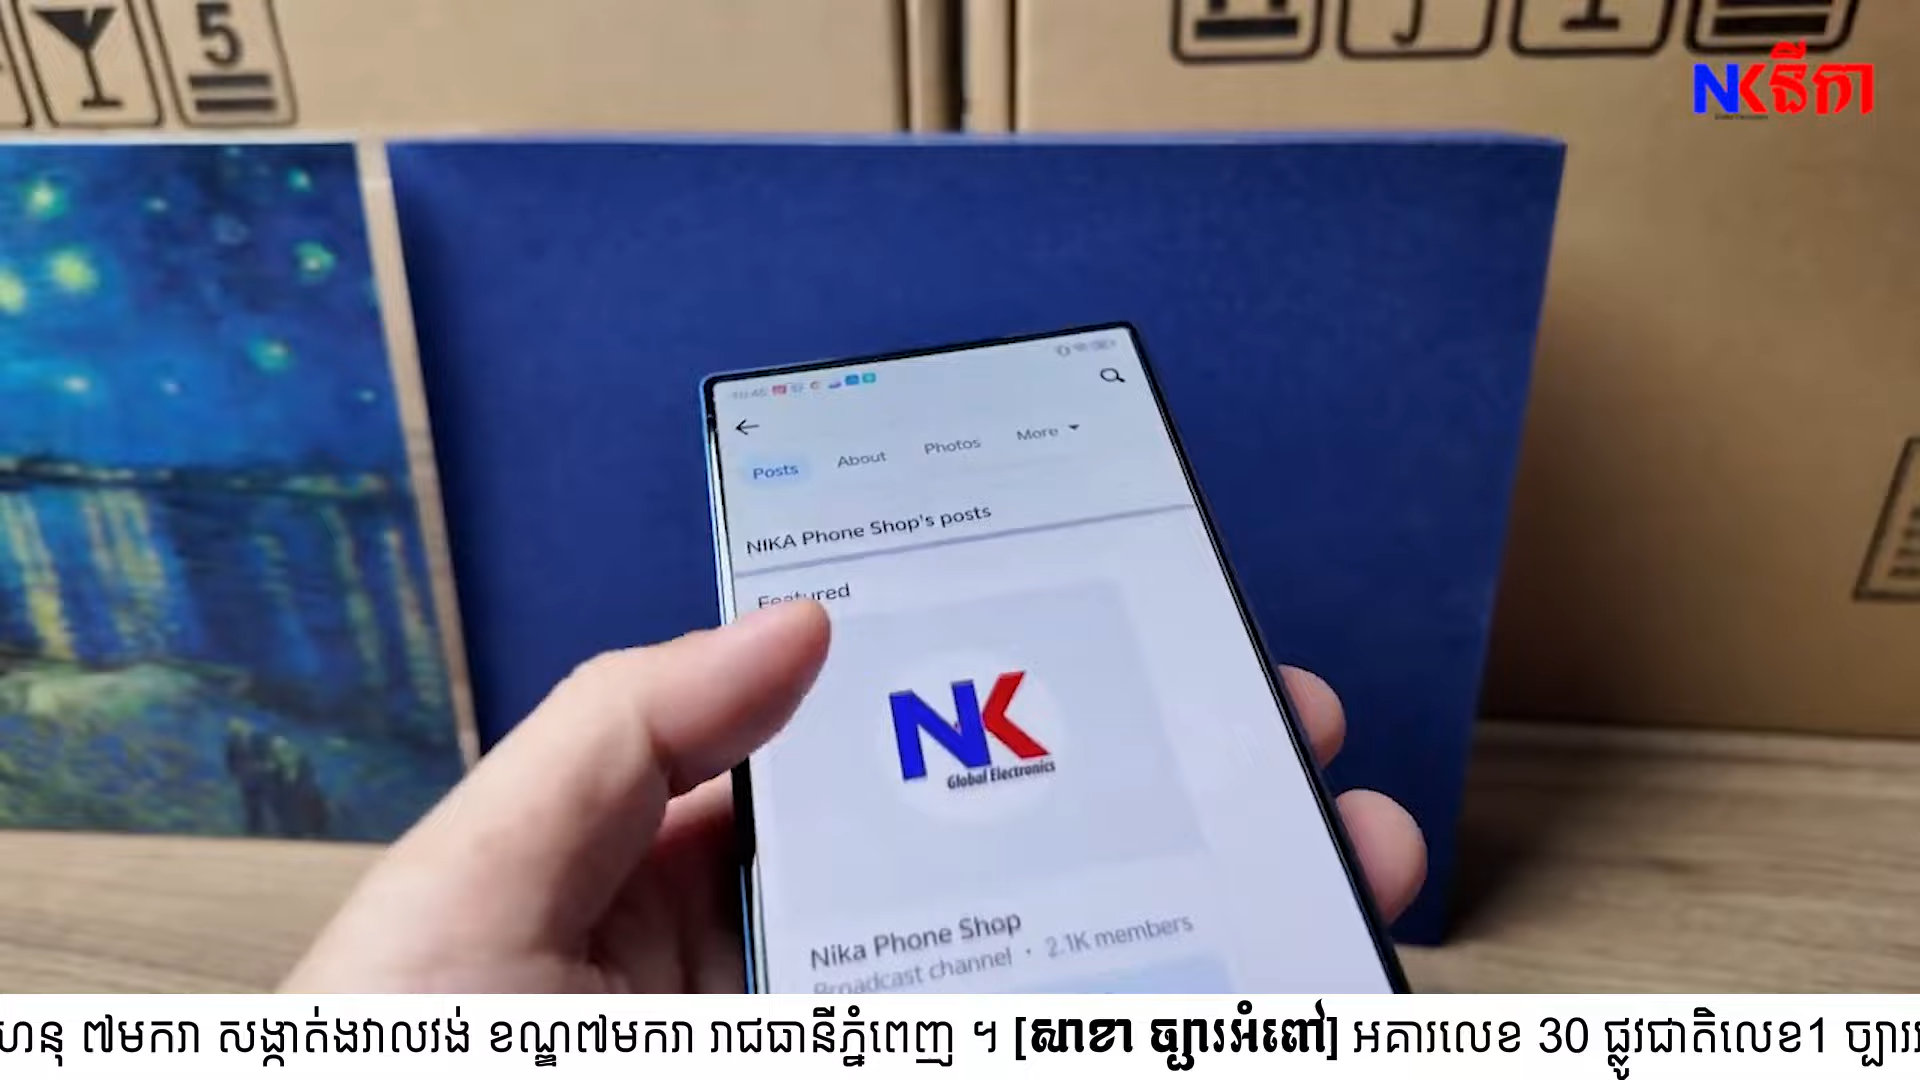 5
NKនីកា
Posts
About
Photos
More
NIKA Phone Shop's posts
Featured
NK
Global Electronics
Nika Phone Shop
Broadcast channel · 2.1K members
ហនុ ៧មករា សង្កាត់វាលវង់ ខណ្ឌ៧មករា រាជធានីភ្នំពេញ ។ [សាខា ច្បារអំពៅ] អគារលេខ 30 ផ្លូវជាតិលេខ1